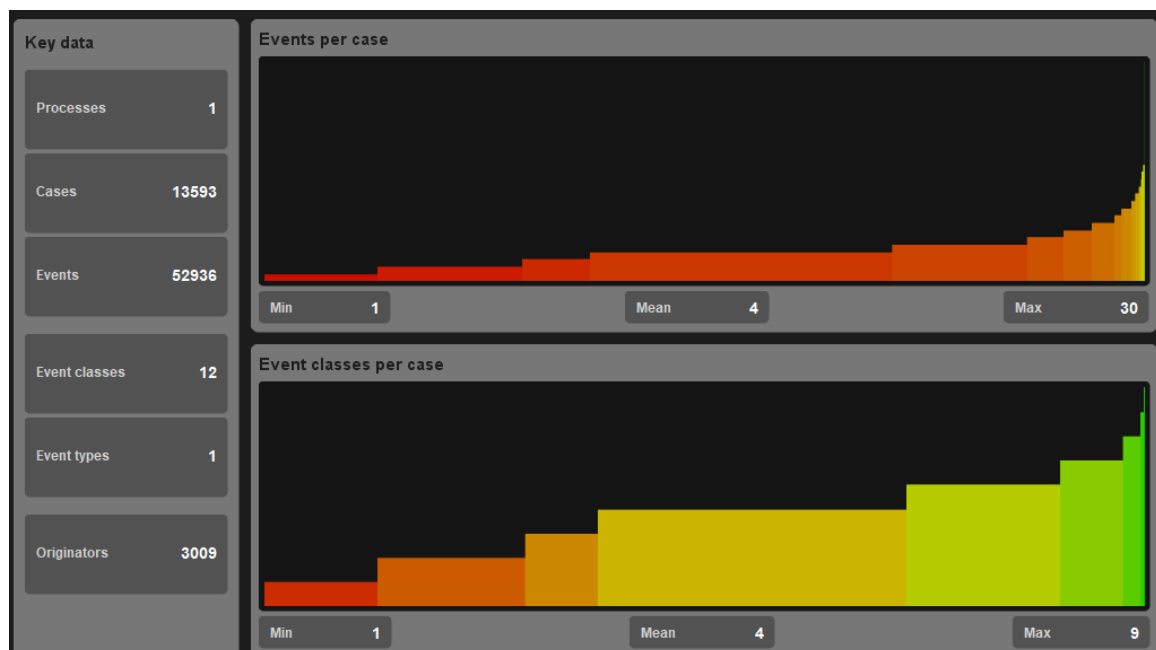 Key data
Processes 1
Cases 13593
Events 52936
Event classes 12
Event types 1
Originators 3009
Events per case
Min 1 Mean 4 Max 30
Event classes per case
Min 1 Mean 4 Max 9